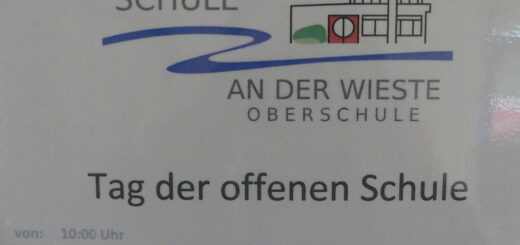 SCHULE
AN DER WIESTE
OBERSCHULE
Tag der offenen Schule
von: 10:00 Uhr